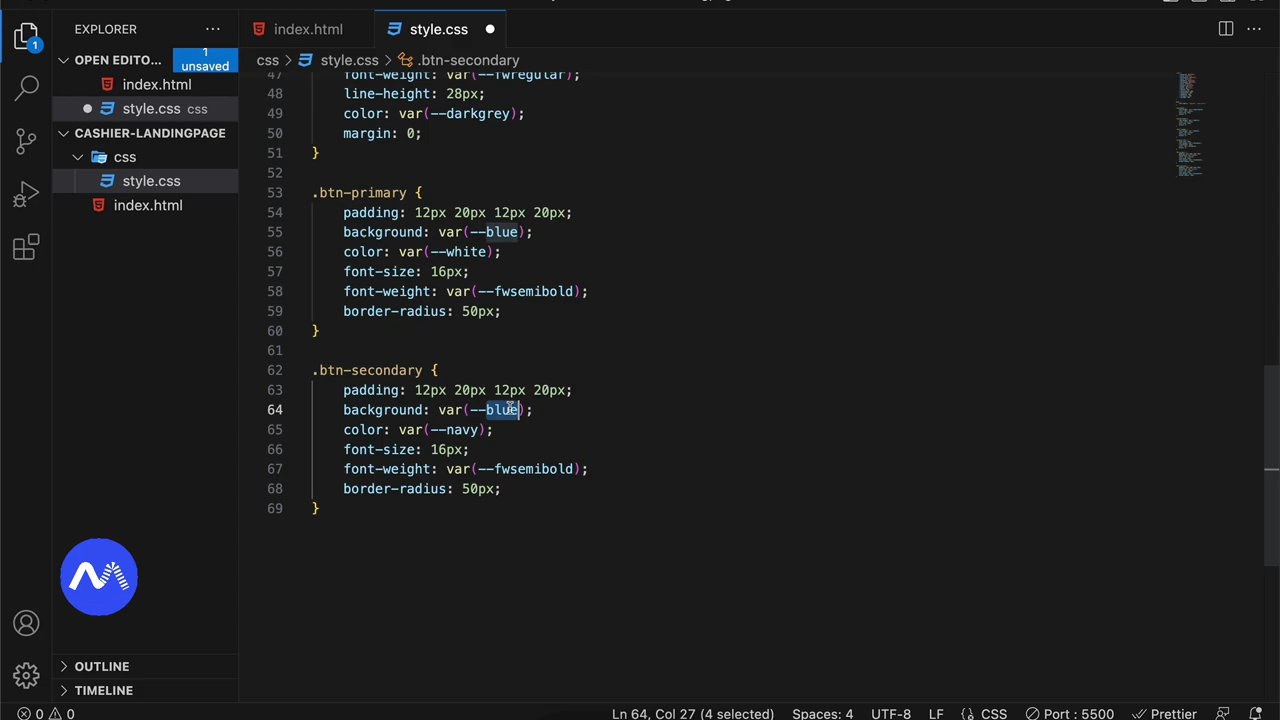 EXPLORER
index.html
style.css
OPEN EDITO...
1 unsaved
index.html
style.css css
CASHIER-LANDINGPAGE
css
style.css
index.html
OUTLINE
TIMELINE
css > style.css > .btn-secondary
47 font-weight: var(--fwregular);
48 line-height: 28px;
49 color: var(--darkgrey);
50 margin: 0;
51 }
52
53 .btn-primary {
54 padding: 12px 20px 12px 20px;
55 background: var(--blue);
56 color: var(--white);
57 font-size: 16px;
58 font-weight: var(--fwsemibold);
59 border-radius: 50px;
60 }
61
62 .btn-secondary {
63 padding: 12px 20px 12px 20px;
64 background: var(--blue);
65 color: var(--navy);
66 font-size: 16px;
67 font-weight: var(--fwsemibold);
68 border-radius: 50px;
69 }
1
0 0 Ln 64, Col 27 (4 selected) Spaces: 4 UTF-8 LF {} CSS Port : 5500 Prettier